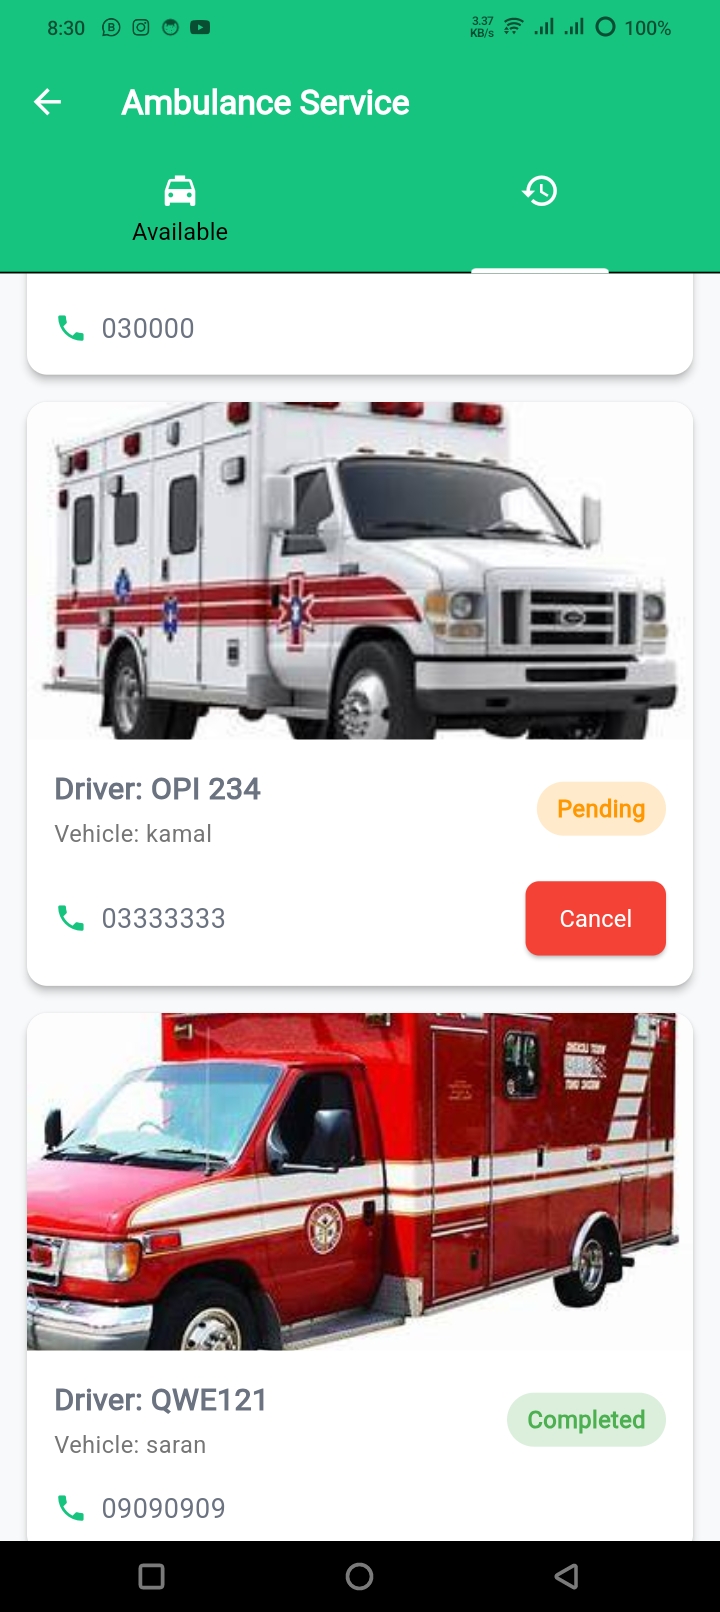 8:30
3.37
KB/s
100%
Ambulance Service
Available
030000
Driver: OPI 234
Pending
Vehicle: kamal
03333333
Cancel
Driver: QWE121
Completed
Vehicle: saran
09090909